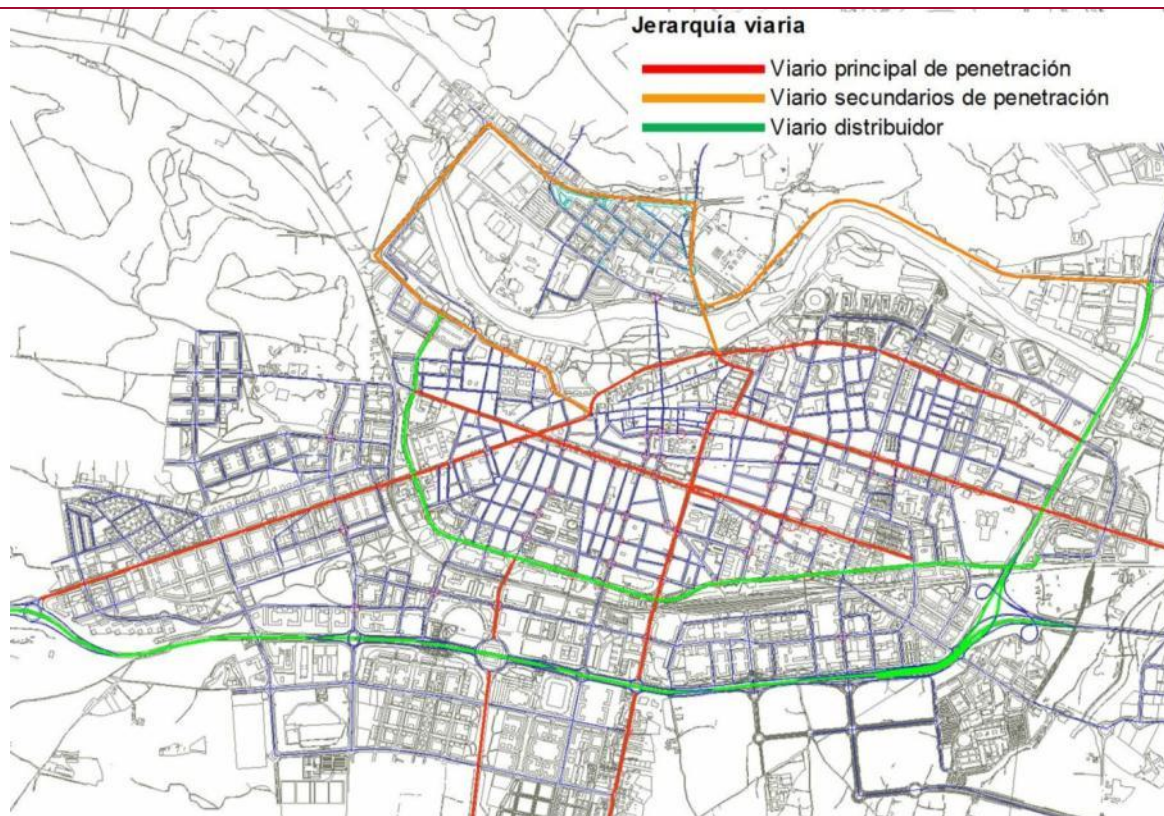 Jerarquía viaria
Viario principal de penetración
Viario secundarios de penetración
Viario distribuidor